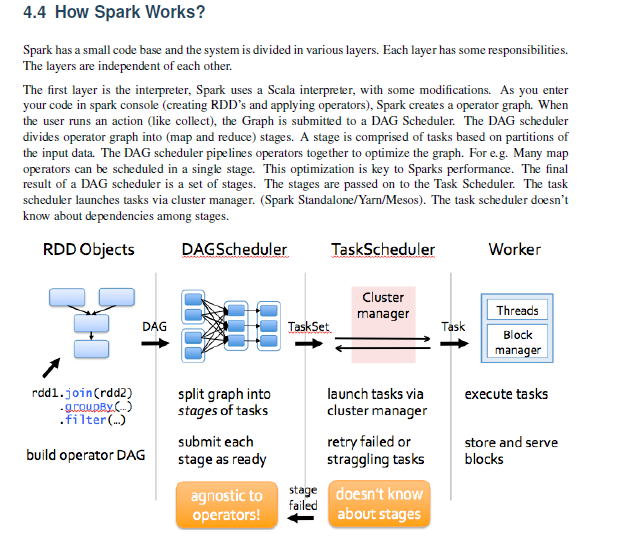 4.4 How Spark Works?
Spark has a small code base and the system is divided in various layers. Each layer has some responsibilities.
The layers are independent of each other.
The first layer is the interpreter, Spark uses a Scala interpreter, with some modifications. As you enter
your code in spark console (creating RDD's and applying operators), Spark creates a operator graph. When
the user runs an action (like collect), the Graph is submitted to a DAG Scheduler. The DAG scheduler
divides operator graph into (map and reduce) stages. A stage is comprised of tasks based on partitions of
the input data. The DAG scheduler pipelines operators together to optimize the graph. For e.g. Many map
operators can be scheduled in a single stage. This optimization is key to Sparks performance. The final
result of a DAG scheduler is a set of stages. The stages are passed on to the Task Scheduler. The task
scheduler launches tasks via cluster manager. (Spark Standalone/Yarn/Mesos). The task scheduler doesn't
know about dependencies among stages.
RDD Objects
DAG
rdd1.join(rdd2)
.groupBy(…)
.filter(…)
build operator DAG
DAGScheduler
TaskSet
split graph into
stages of tasks
submit each
stage as ready
agnostic to
operators!
stage
failed
TaskScheduler
Cluster
manager
Task
launch tasks via
cluster manager
retry failed or
straggling tasks
doesn't know
about stages
Worker
Threads
Block
manager
execute tasks
store and serve
blocks